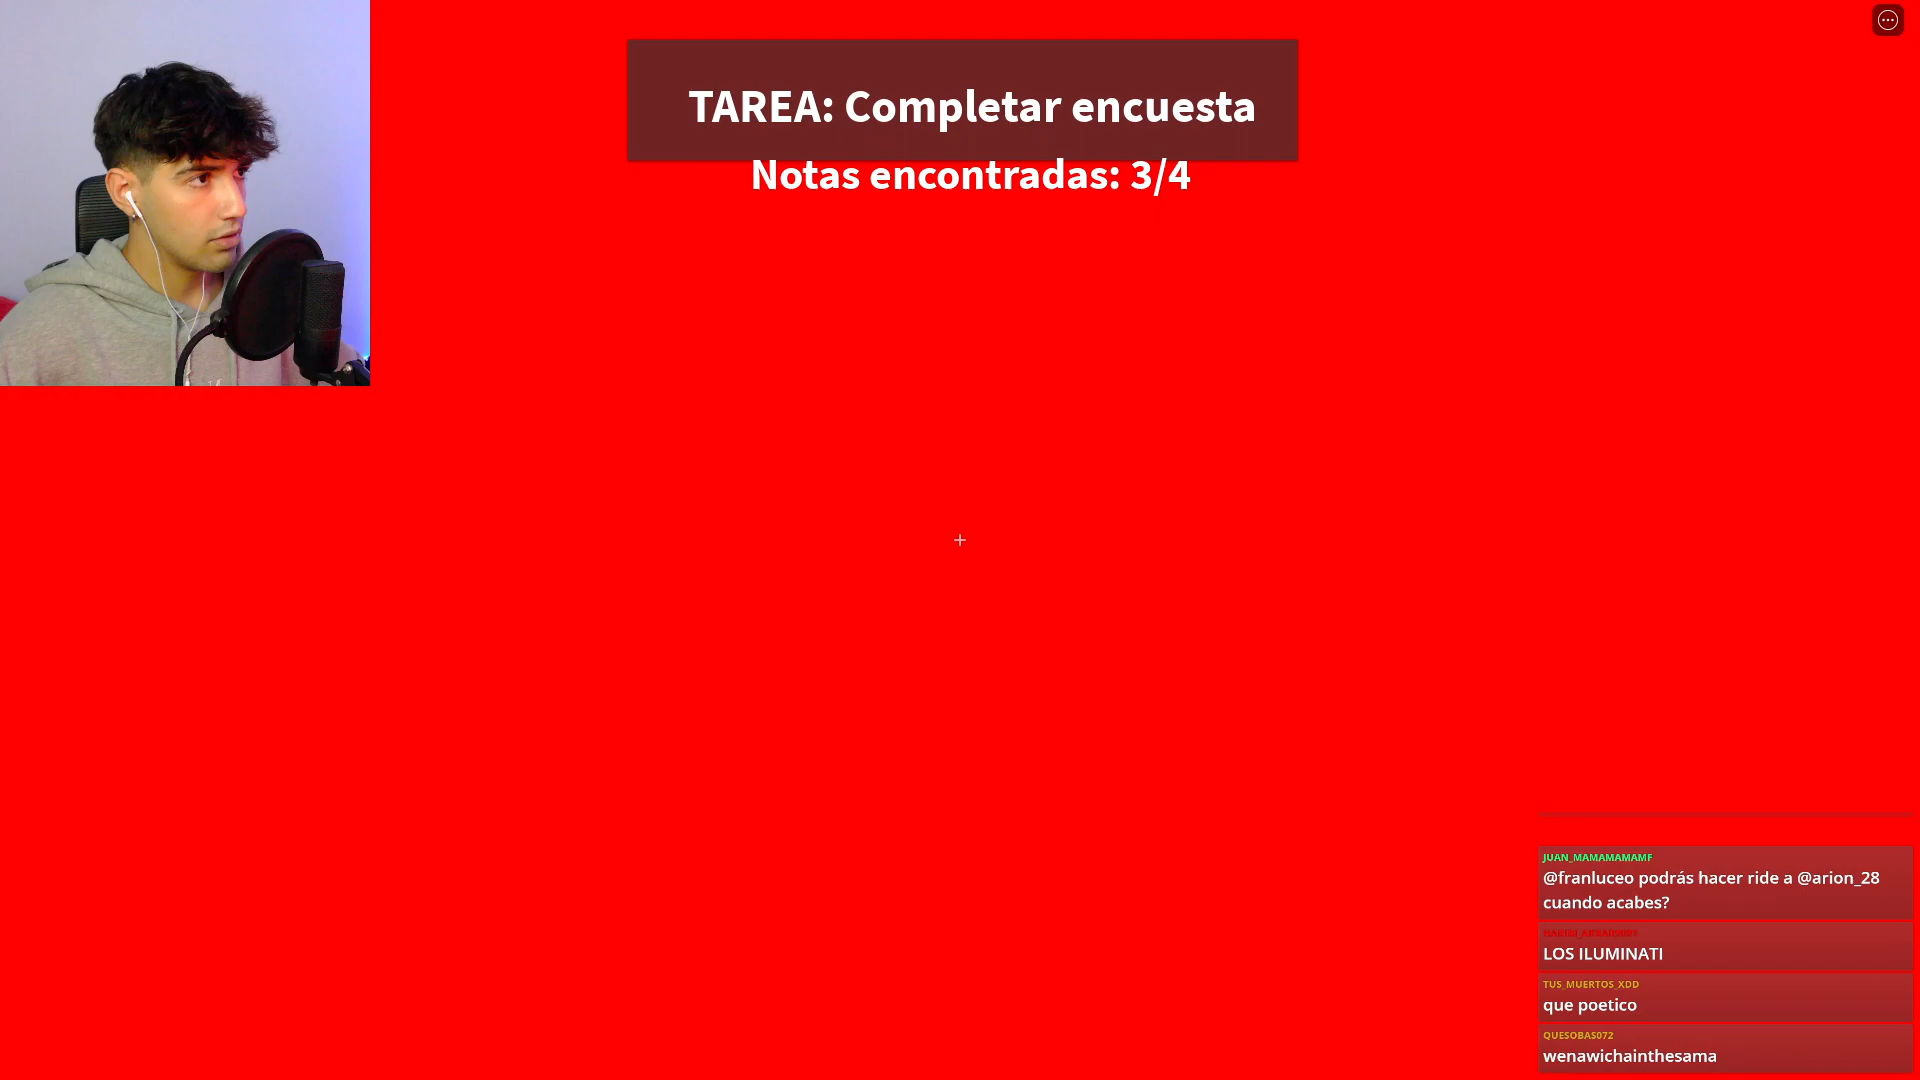 TAREA: Completar encuesta
Notas encontradas: 3/4
JUAN_MAMAMAMAMF
@franluceo podrás hacer ride a @arion_28
cuando acabes?
LOS ILUMINATI
TUS_MUERTOS_XDD
que poetico
QUESOBAS072
wenawichainthesama